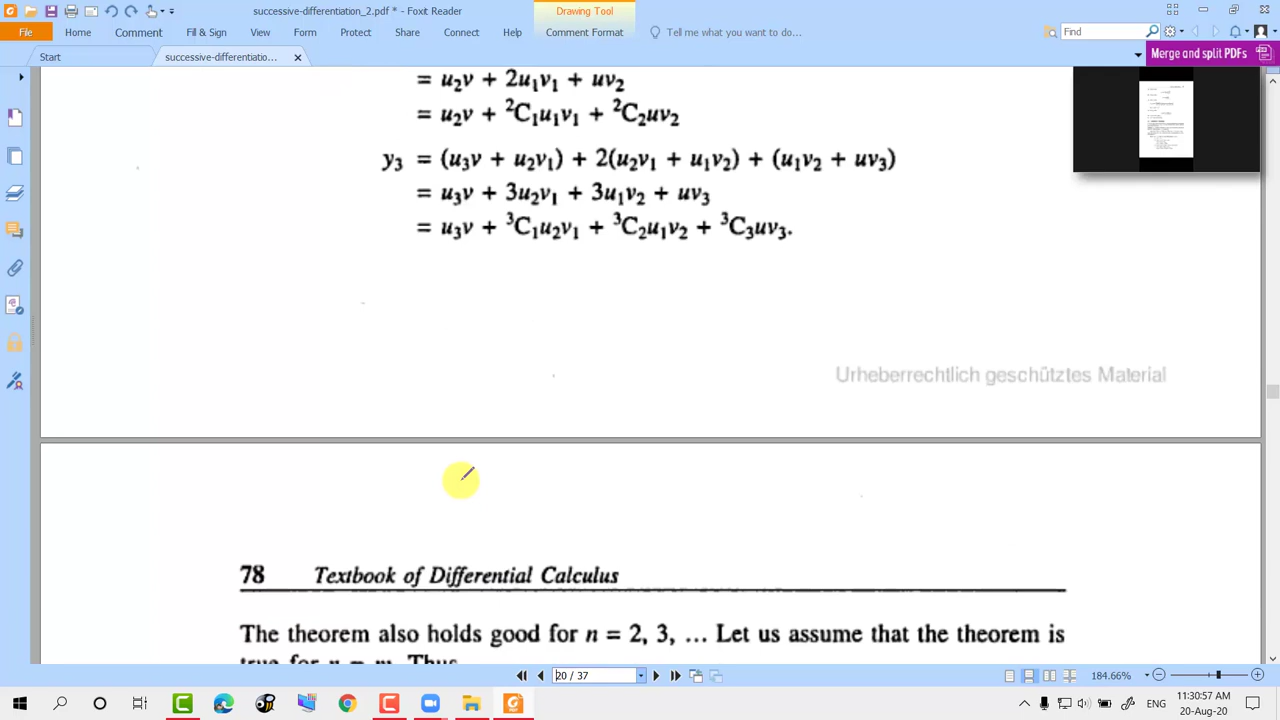 successive-differentiation_2.pdf * - Foxit Reader
Drawing Tool
File Home Comment Fill & Sign View Form Protect Share Connect Help Comment Format Tell me what you want to do... Find
Start successive-differentiatio... Merge and split PDFs
= u₂v + 2u₁v₁ + uv₂
= u₂v + ²C₁u₁v₁ + ²C₂uv₂
y₃ = (u₃v + u₂v₁) + 2(u₂v₁ + u₁v₂) + (u₁v₂ + uv₃)
= u₃v + 3u₂v₁ + 3u₁v₂ + uv₃
= u₃v + ³C₁u₂v₁ + ³C₂u₁v₂ + ³C₃uv₃.
Urheberrechtlich geschûtztes Material
78 Textbook of Differential Calculus
The theorem also holds good for n = 2, 3, ... Let us assume that the theorem is
true for n = m. Thus
20 / 37 184.66%
ENG 11:30:57 AM
20-Aug-20